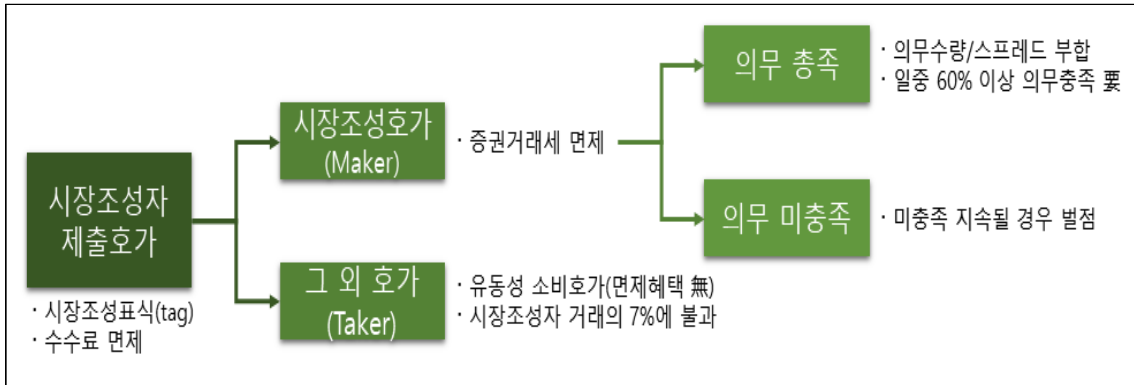 시장조성자
제출호가
· 시장조성표식(tag)
· 수수료 면제
시장조성호가
(Maker)
· 증권거래세 면제
의무 총족
· 의무수량/스프레드 부합
· 일중 60% 이상 의무충족 要
의무 미충족
· 미충족 지속될 경우 벌점
그 외 호가
(Taker)
· 유동성 소비호가(면제혜택 無)
· 시장조성자 거래의 7%에 불과